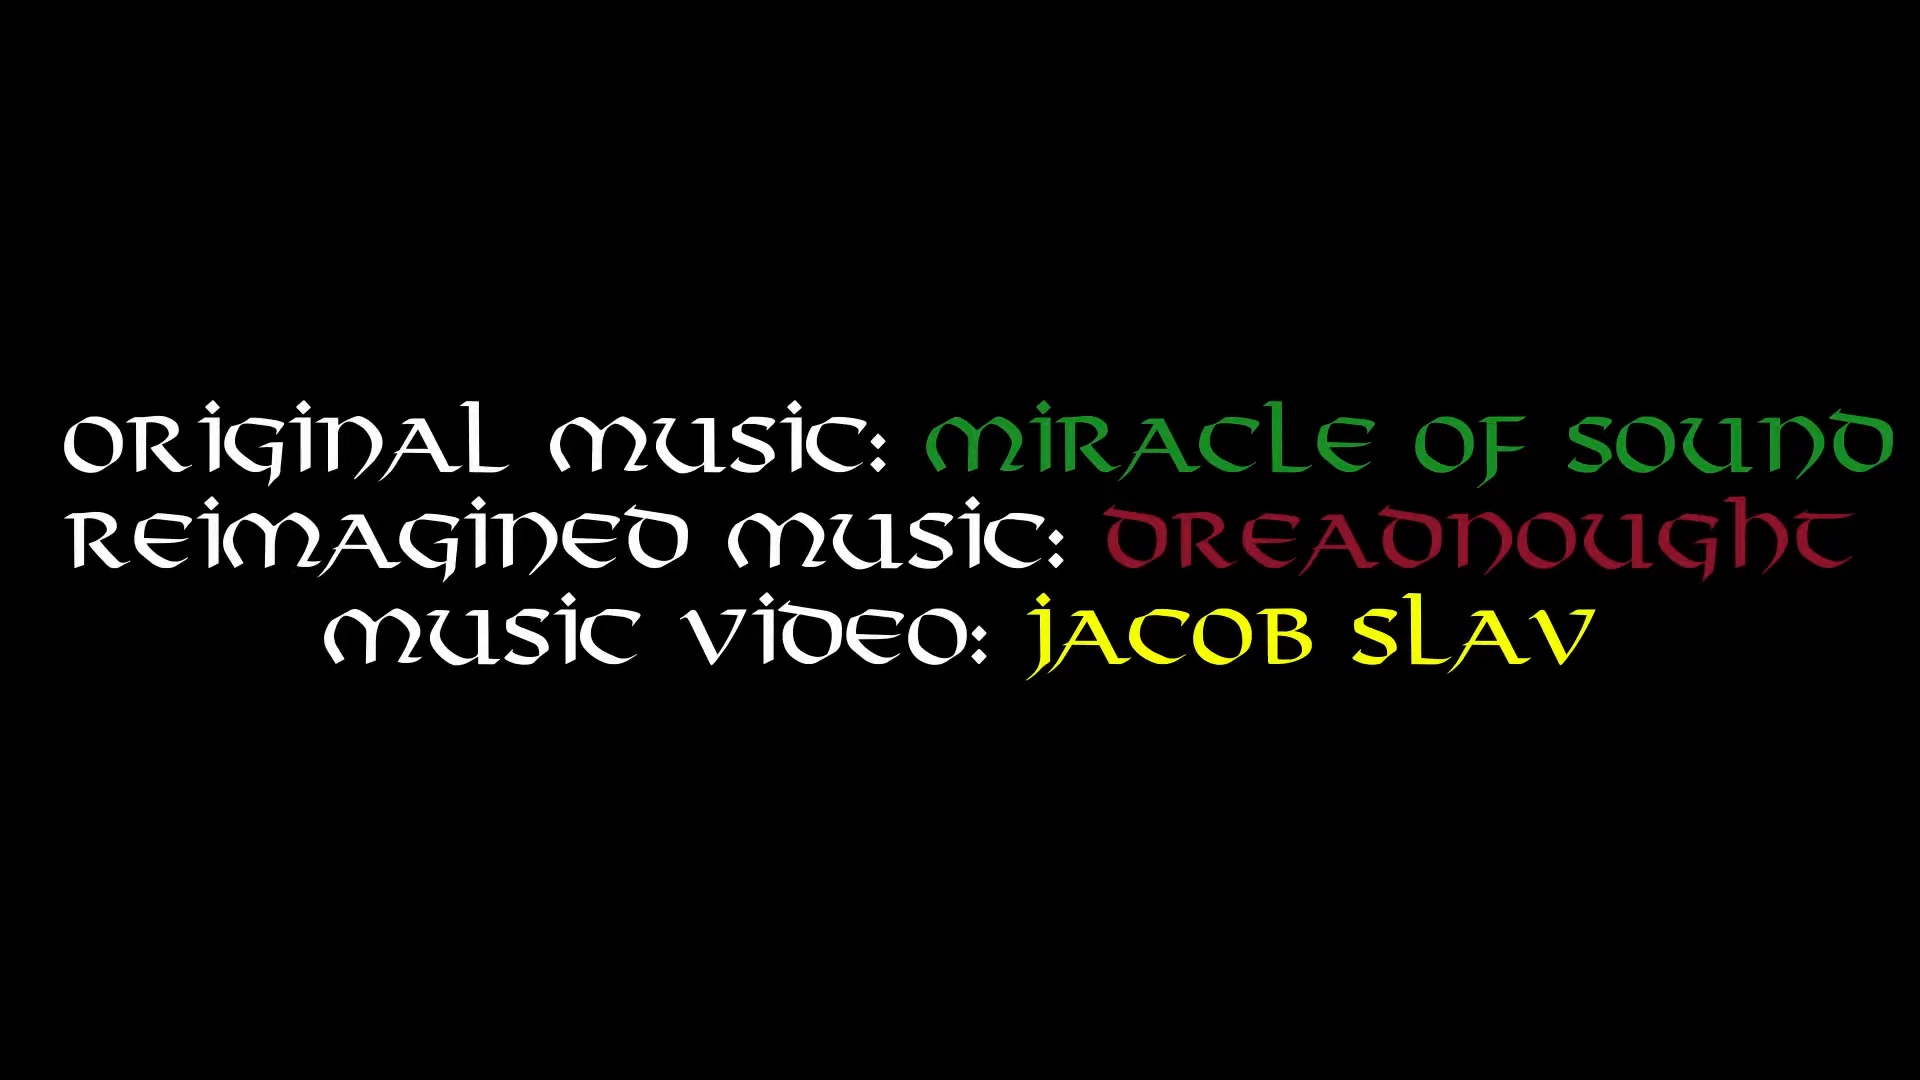 ORIGINAL MUSIC: MIRACLE OF SOUND
REIMAGINED MUSIC: DREADNOUGHT
MUSIC VIDEO: JACOB SLAV